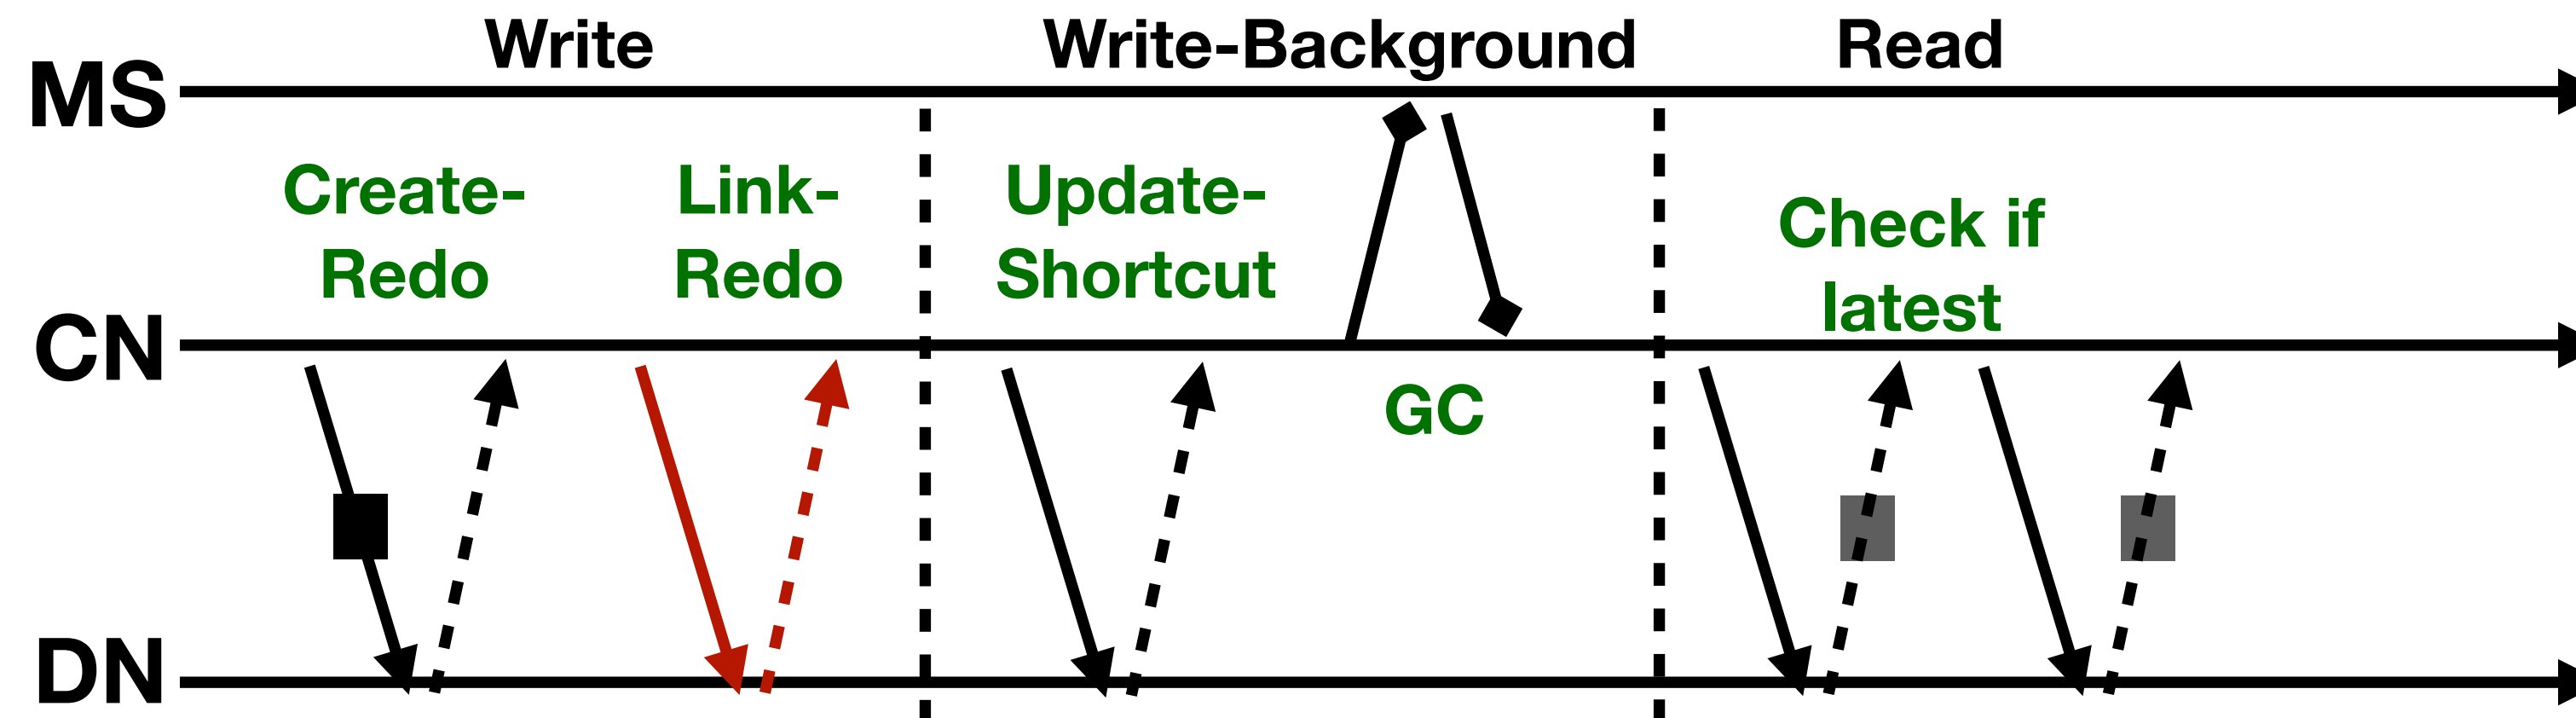 Write
Write-Background
Read
MS
Create-
Redo
Link-
Redo
Update-
Shortcut
Check if
latest
CN
GC
DN